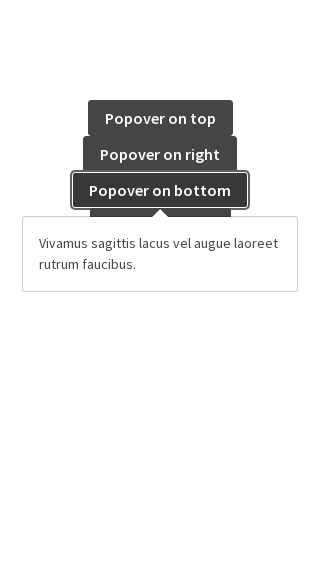 Popover on top
Popover on right
Popover on bottom
Vivamus sagittis lacus vel augue laoreet
rutrum faucibus.